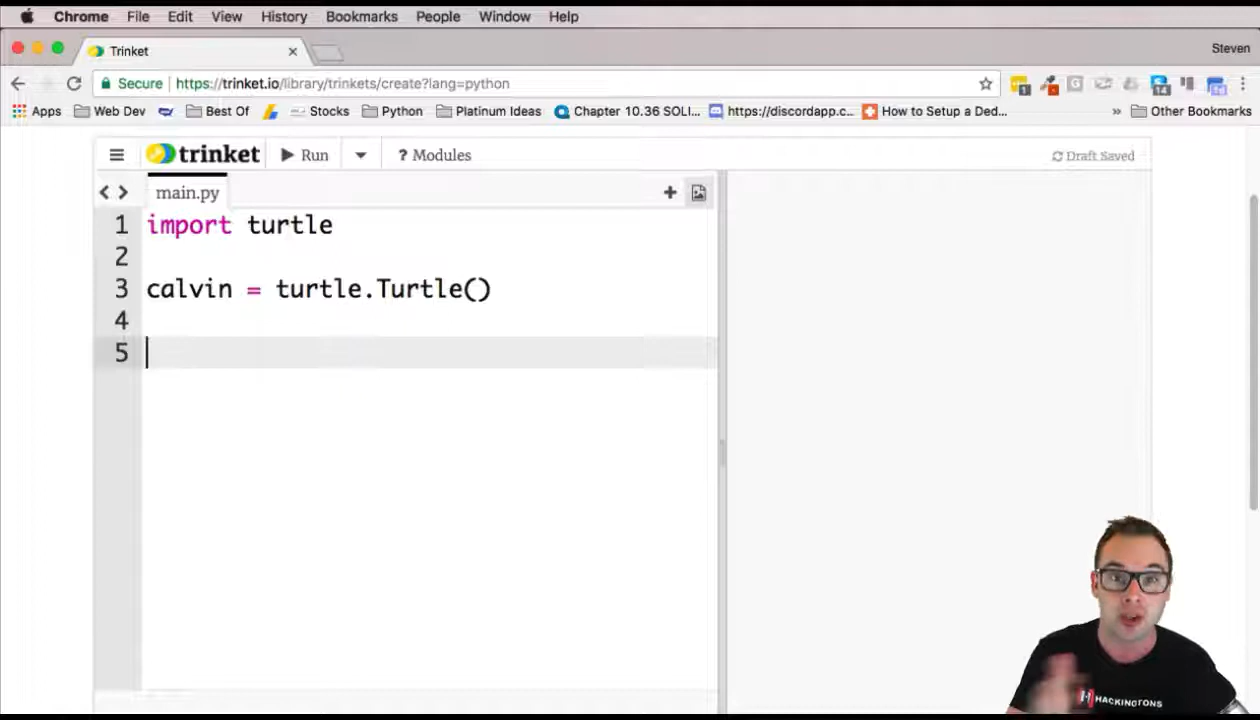 Chrome File Edit View History Bookmarks People Window Help
Trinket
Steven
Secure https://trinket.io/library/trinkets/create?lang=python
Apps Web Dev Best Of Stocks Python Platinum Ideas Chapter 10.36 SOLI... https://discordapp.c... How to Setup a Ded... » Other Bookmarks
trinket Run ? Modules Draft Saved
main.py
1 import turtle
2
3 calvin = turtle.Turtle()
4
5
HACKINGTONS